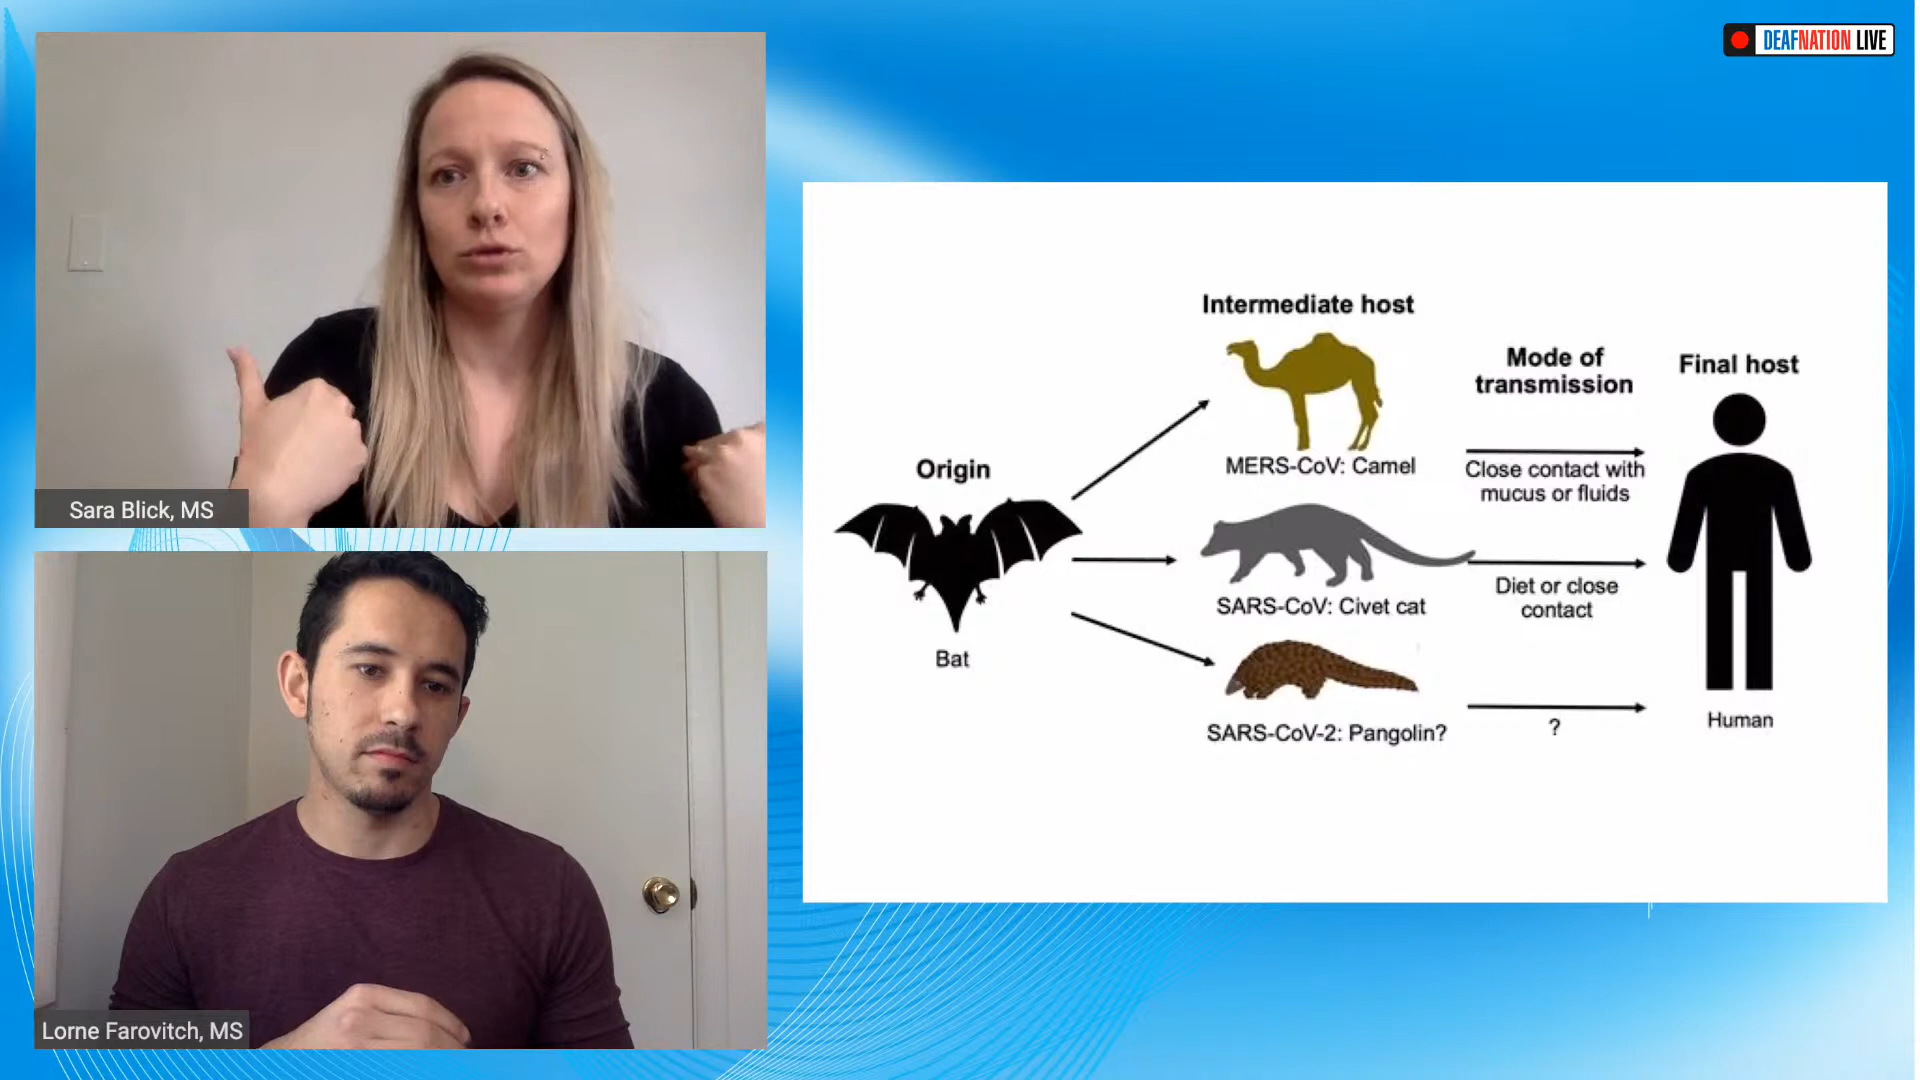 DEAFNATION LIVE
Sara Blick, MS
Lorne Farovitch, MS
Intermediate host
Mode of
transmission
Final host
Origin
MERS-CoV: Camel
Close contact with
mucus or fluids
SARS-CoV: Civet cat
Diet or close
contact
Bat
SARS-CoV-2: Pangolin?
?
Human